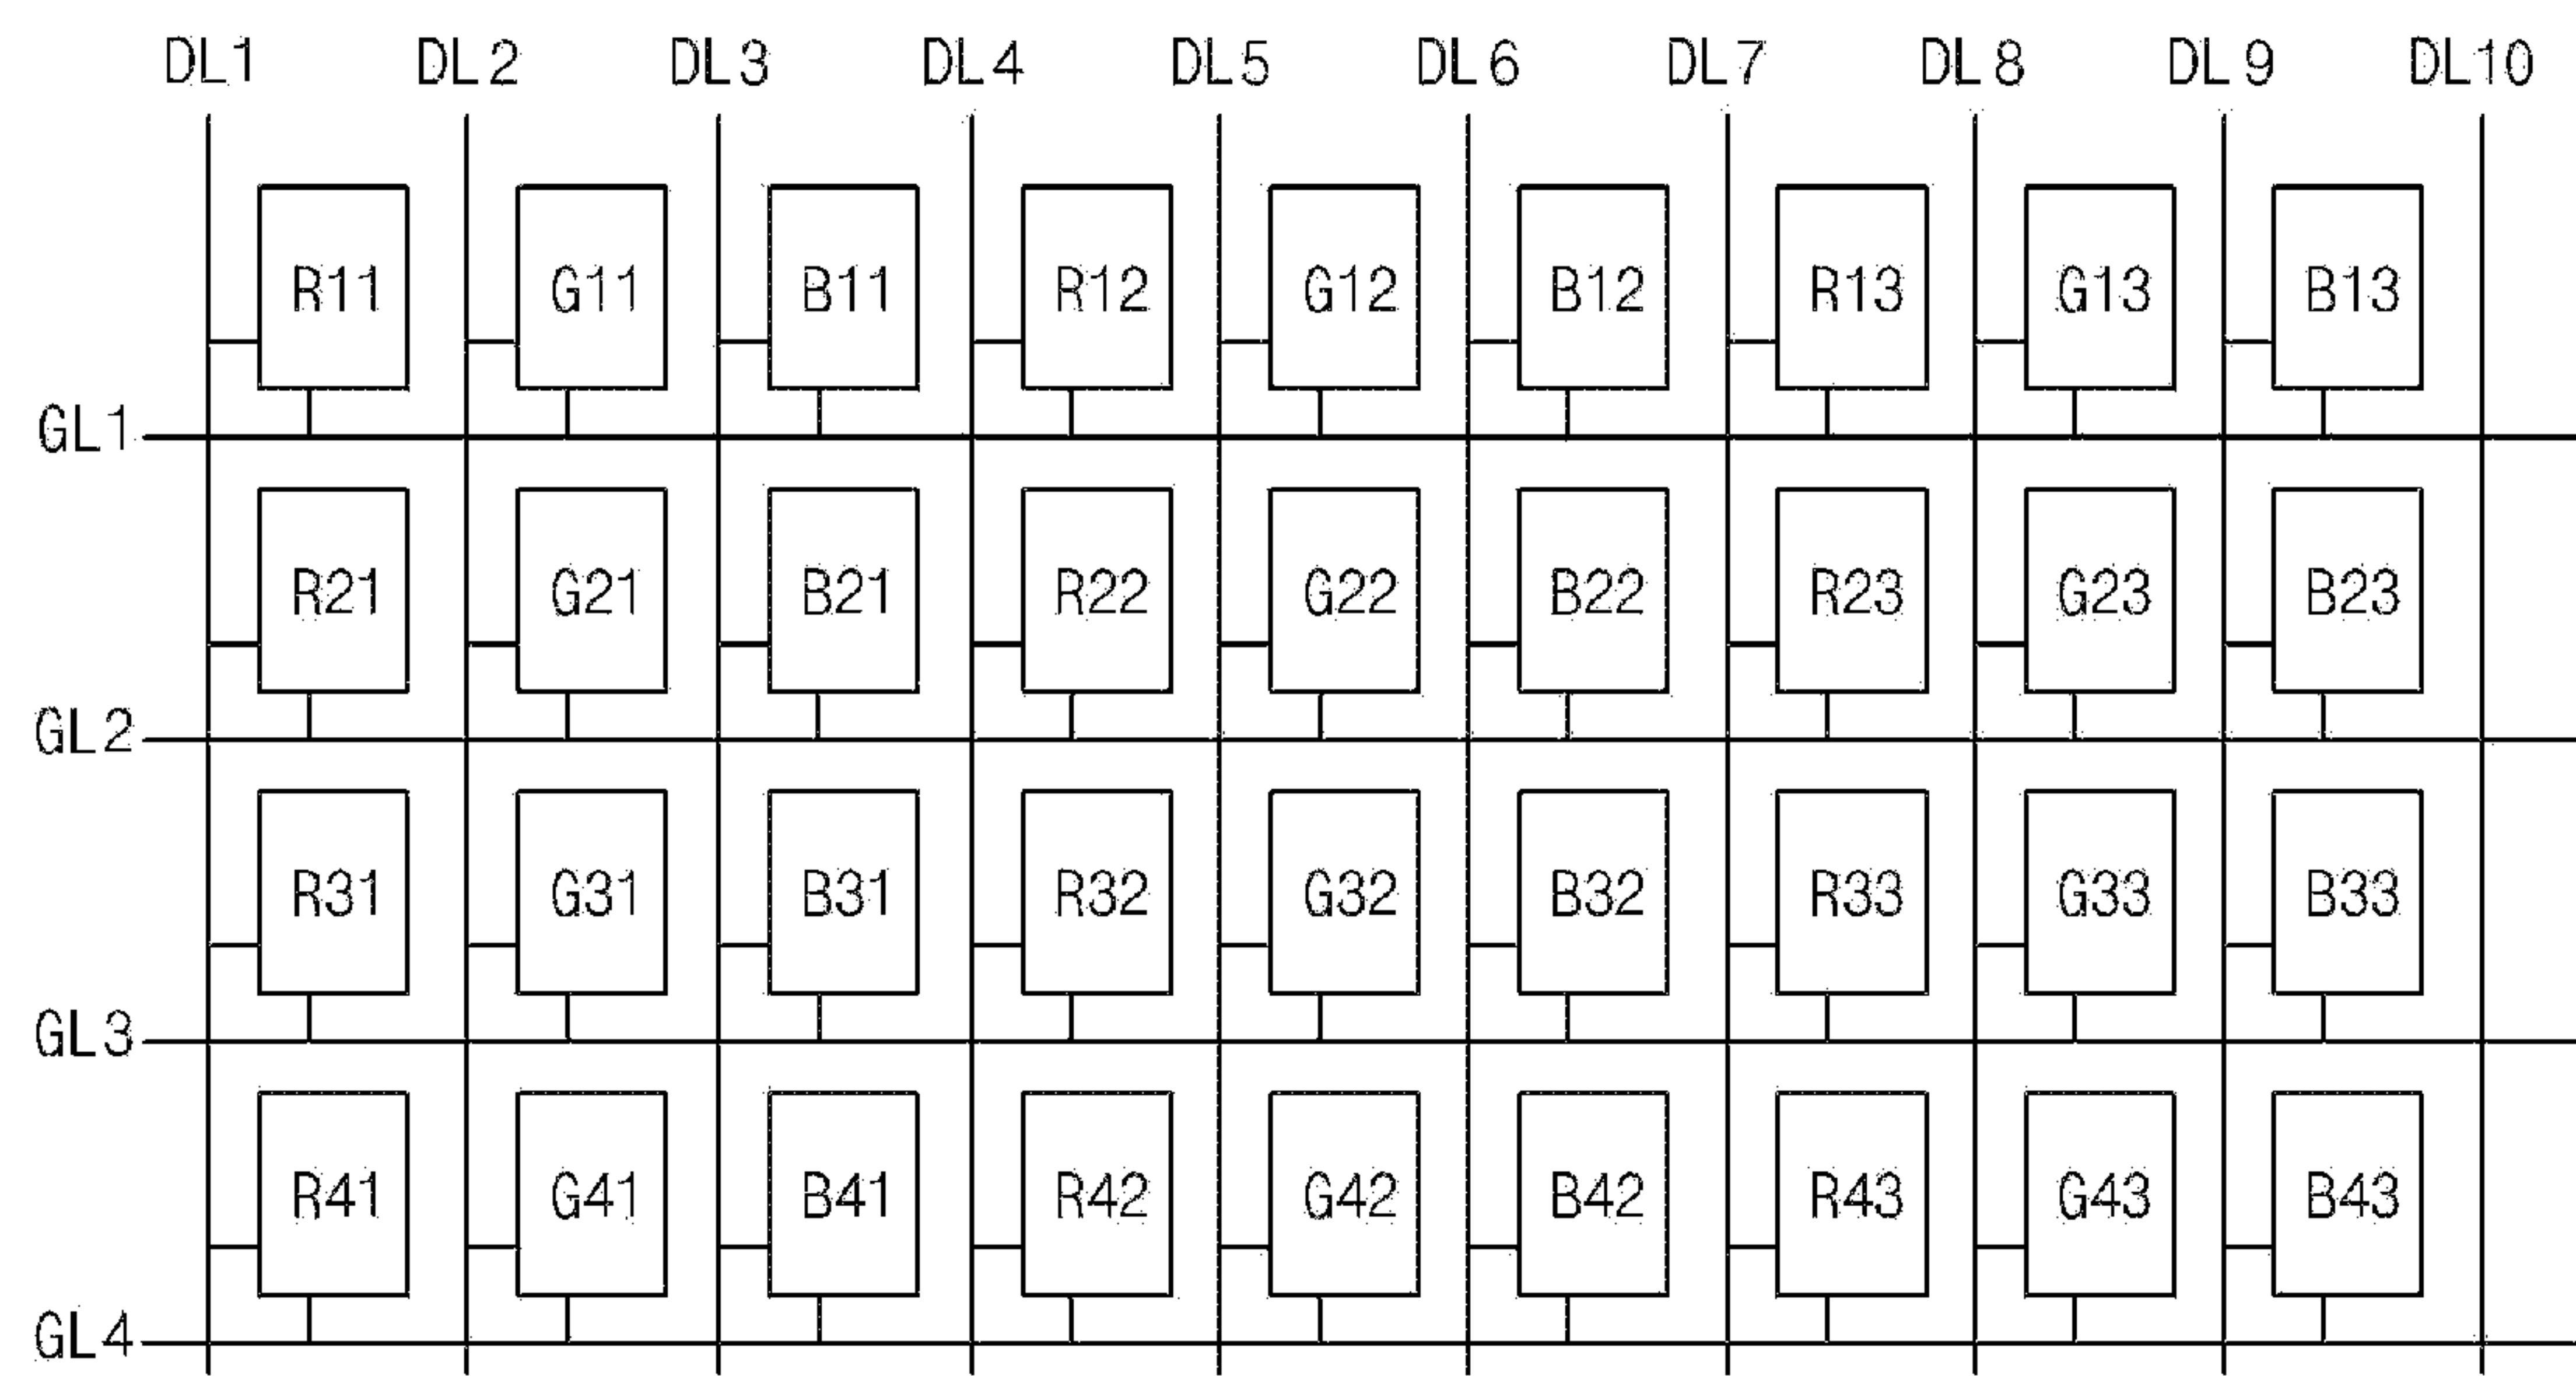 DL1 DL2 DL3 DL4 DL5 DL6 DL7 DL8 DL9 DL10
R11 G11 B11 R12 G12 B12 R13 G13 B13
GL1
R21 G21 B21 R22 G22 B22 R23 G23 B23
GL2
R31 G31 B31 R32 G32 B32 R33 G33 B33
GL3
R41 G41 B41 R42 G42 B42 R43 G43 B43
GL4